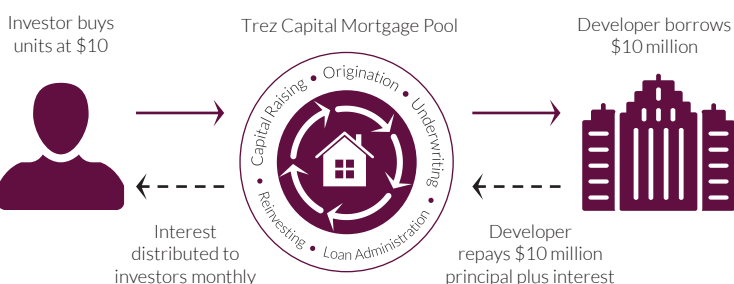 Investor buys
units at $10
Trez Capital Mortgage Pool
Developer borrows
$10 million
Capital Raising • Origination • Underwriting • Loan Administration • Reinvesting •
Interest
distributed to
investors monthly
Developer
repays $10 million
principal plus interest